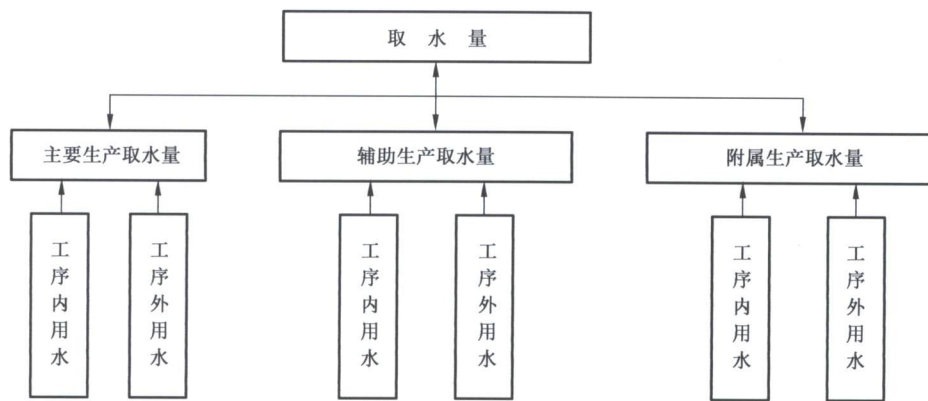 取水量
主要生产取水量
辅助生产取水量
附属生产取水量
工序内用水
工序外用水
工序内用水
工序外用水
工序内用水
工序外用水